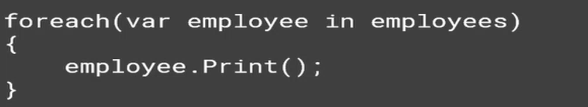 foreach(var employee in employees)
{
    employee.Print();
}